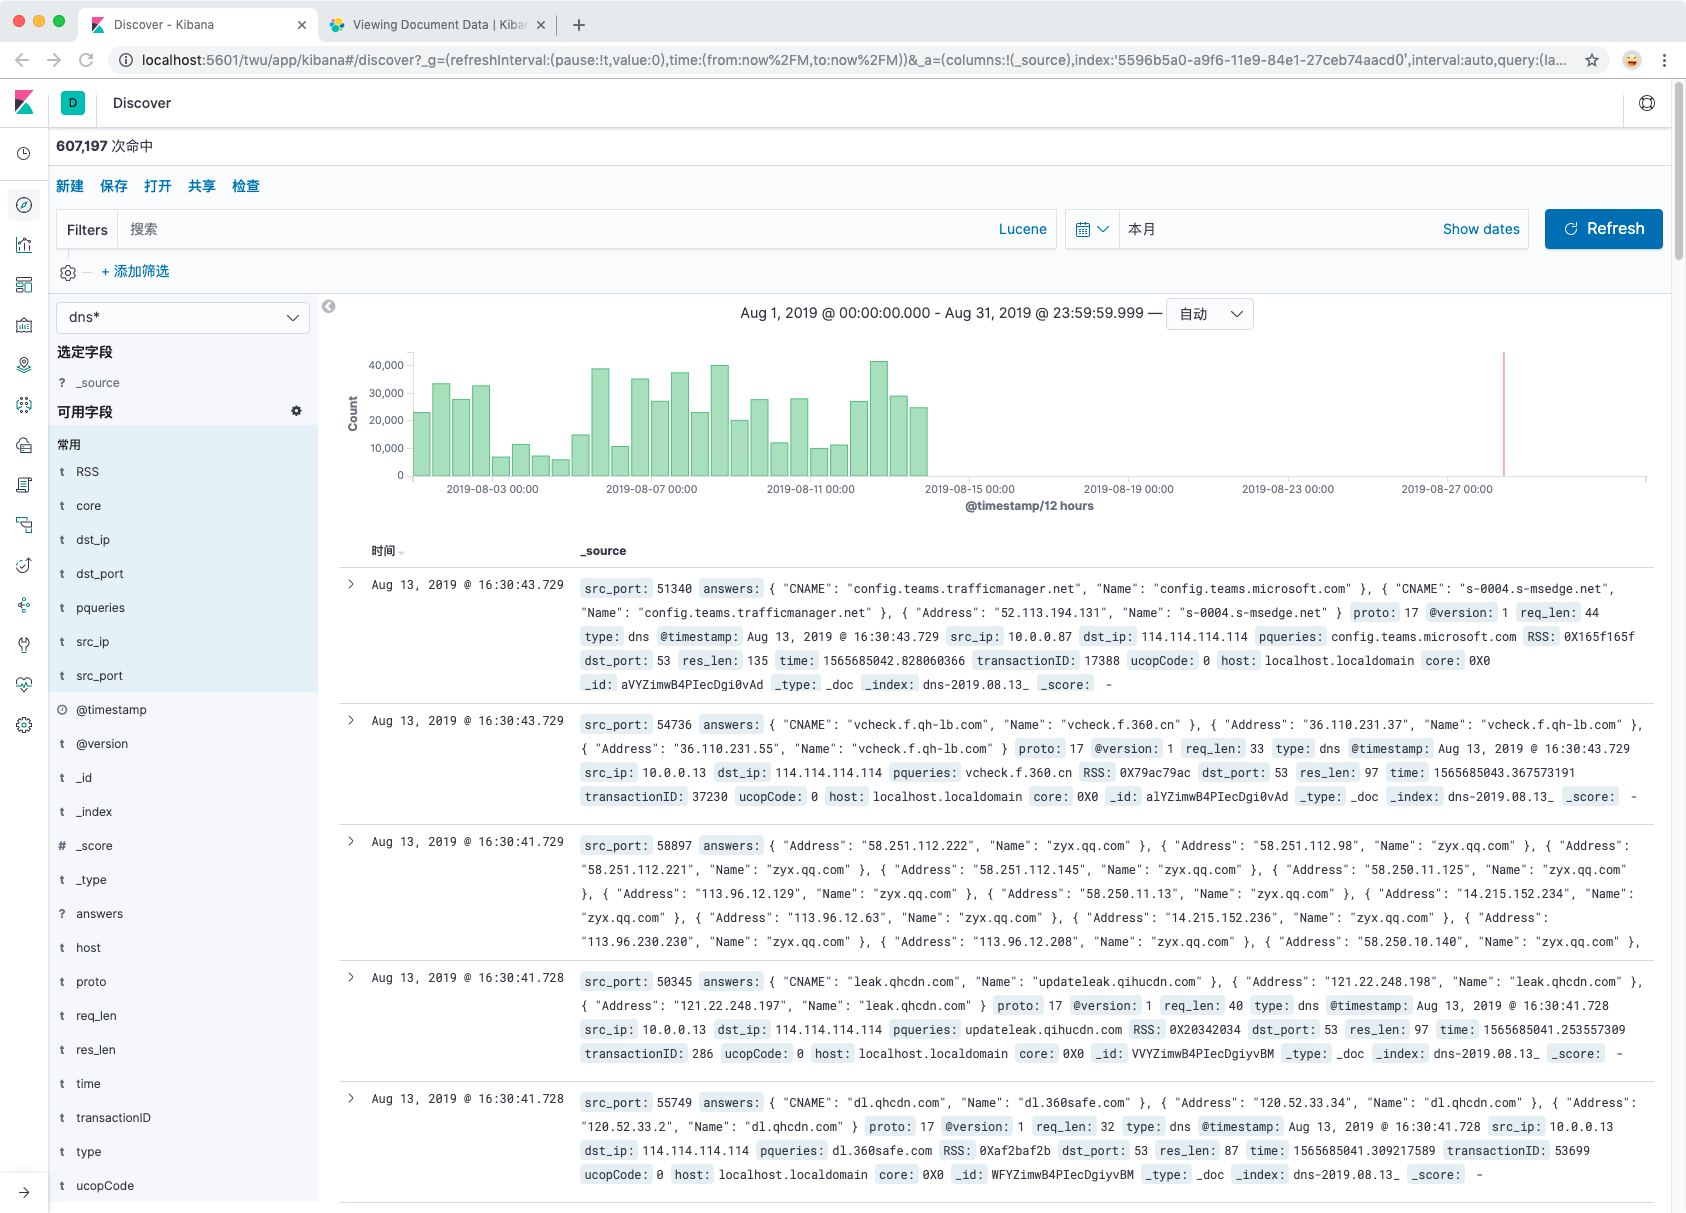 Discover - Kibana
Viewing Document Data | Kiba
localhost:5601/twu/app/kibana#/discover?_g=(refreshInterval:(pause:!t,value:0),time:(from:now%2FM,to:now%2FM))&_a=(columns:!(_source),index:'5596b5a0-a9f6-11e9-84e1-27ceb74aacd0',interval:auto,query:(la...
D
Discover
607,197 次命中
新建 保存 打开 共享 检查
Filters 搜索 Lucene 本月 Show dates Refresh
+ 添加筛选
dns*
Aug 1, 2019 @ 00:00:00.000 - Aug 31, 2019 @ 23:59:59.999 — 自动
选定字段
? _source
可用字段
常用
t RSS
t core
t dst_ip
t dst_port
t pqueries
t src_ip
t src_port
@timestamp
t @version
t _id
t _index
# _score
t _type
? answers
t host
t proto
t req_len
t res_len
t time
t transactionID
t type
t ucopCode
Count
40,000
30,000
20,000
10,000
0
2019-08-03 00:00 2019-08-07 00:00 2019-08-11 00:00 2019-08-15 00:00 2019-08-19 00:00 2019-08-23 00:00 2019-08-27 00:00
@timestamp/12 hours
时间 _source
Aug 13, 2019 @ 16:30:43.729 src_port: 51340 answers: { "CNAME": "config.teams.trafficmanager.net", "Name": "config.teams.microsoft.com" }, { "CNAME": "s-0004.s-msedge.net",
"Name": "config.teams.trafficmanager.net" }, { "Address": "52.113.194.131", "Name": "s-0004.s-msedge.net" } proto: 17 @version: 1 req_len: 44
type: dns @timestamp: Aug 13, 2019 @ 16:30:43.729 src_ip: 10.0.0.87 dst_ip: 114.114.114.114 pqueries: config.teams.microsoft.com RSS: 0X165f165f
dst_port: 53 res_len: 135 time: 1565685042.828060366 transactionID: 17388 ucopCode: 0 host: localhost.localdomain core: 0X0
_id: aVYZimwB4PIecDgi0vAd _type: _doc _index: dns-2019.08.13_ _score: -
Aug 13, 2019 @ 16:30:43.729 src_port: 54736 answers: { "CNAME": "vcheck.f.qh-lb.com", "Name": "vcheck.f.360.cn" }, { "Address": "36.110.231.37", "Name": "vcheck.f.qh-lb.com" },
{ "Address": "36.110.231.55", "Name": "vcheck.f.qh-lb.com" } proto: 17 @version: 1 req_len: 33 type: dns @timestamp: Aug 13, 2019 @ 16:30:43.729
src_ip: 10.0.0.13 dst_ip: 114.114.114.114 pqueries: vcheck.f.360.cn RSS: 0X79ac79ac dst_port: 53 res_len: 97 time: 1565685043.367573191
transactionID: 37230 ucopCode: 0 host: localhost.localdomain core: 0X0 _id: alYZimwB4PIecDgi0vAd _type: _doc _index: dns-2019.08.13_ _score: -
Aug 13, 2019 @ 16:30:41.729 src_port: 58897 answers: { "Address": "58.251.112.222", "Name": "zyx.qq.com" }, { "Address": "58.251.112.98", "Name": "zyx.qq.com" }, { "Address":
"58.251.112.221", "Name": "zyx.qq.com" }, { "Address": "58.251.112.145", "Name": "zyx.qq.com" }, { "Address": "58.250.11.125", "Name": "zyx.qq.com"
}, { "Address": "113.96.12.129", "Name": "zyx.qq.com" }, { "Address": "58.250.11.13", "Name": "zyx.qq.com" }, { "Address": "14.215.152.234", "Name":
"zyx.qq.com" }, { "Address": "113.96.12.63", "Name": "zyx.qq.com" }, { "Address": "14.215.152.236", "Name": "zyx.qq.com" }, { "Address":
"113.96.230.230", "Name": "zyx.qq.com" }, { "Address": "113.96.12.208", "Name": "zyx.qq.com" }, { "Address": "58.250.10.140", "Name": "zyx.qq.com" },
Aug 13, 2019 @ 16:30:41.728 src_port: 50345 answers: { "CNAME": "leak.qhcdn.com", "Name": "updateleak.qihucdn.com" }, { "Address": "121.22.248.198", "Name": "leak.qhcdn.com" },
{ "Address": "121.22.248.197", "Name": "leak.qhcdn.com" } proto: 17 @version: 1 req_len: 40 type: dns @timestamp: Aug 13, 2019 @ 16:30:41.728
src_ip: 10.0.0.13 dst_ip: 114.114.114.114 pqueries: updateleak.qihucdn.com RSS: 0X20342034 dst_port: 53 res_len: 97 time: 1565685041.253557309
transactionID: 286 ucopCode: 0 host: localhost.localdomain core: 0X0 _id: VVYZimwB4PIecDgiyvBM _type: _doc _index: dns-2019.08.13_ _score: -
Aug 13, 2019 @ 16:30:41.728 src_port: 55749 answers: { "CNAME": "dl.qhcdn.com", "Name": "dl.360safe.com" }, { "Address": "120.52.33.34", "Name": "dl.qhcdn.com" }, { "Address":
"120.52.33.2", "Name": "dl.qhcdn.com" } proto: 17 @version: 1 req_len: 32 type: dns @timestamp: Aug 13, 2019 @ 16:30:41.728 src_ip: 10.0.0.13
dst_ip: 114.114.114.114 pqueries: dl.360safe.com RSS: 0Xaf2baf2b dst_port: 53 res_len: 87 time: 1565685041.309217589 transactionID: 53699
ucopCode: 0 host: localhost.localdomain core: 0X0 _id: WFYZimwB4PIecDgiyvBM _type: _doc _index: dns-2019.08.13_ _score: -